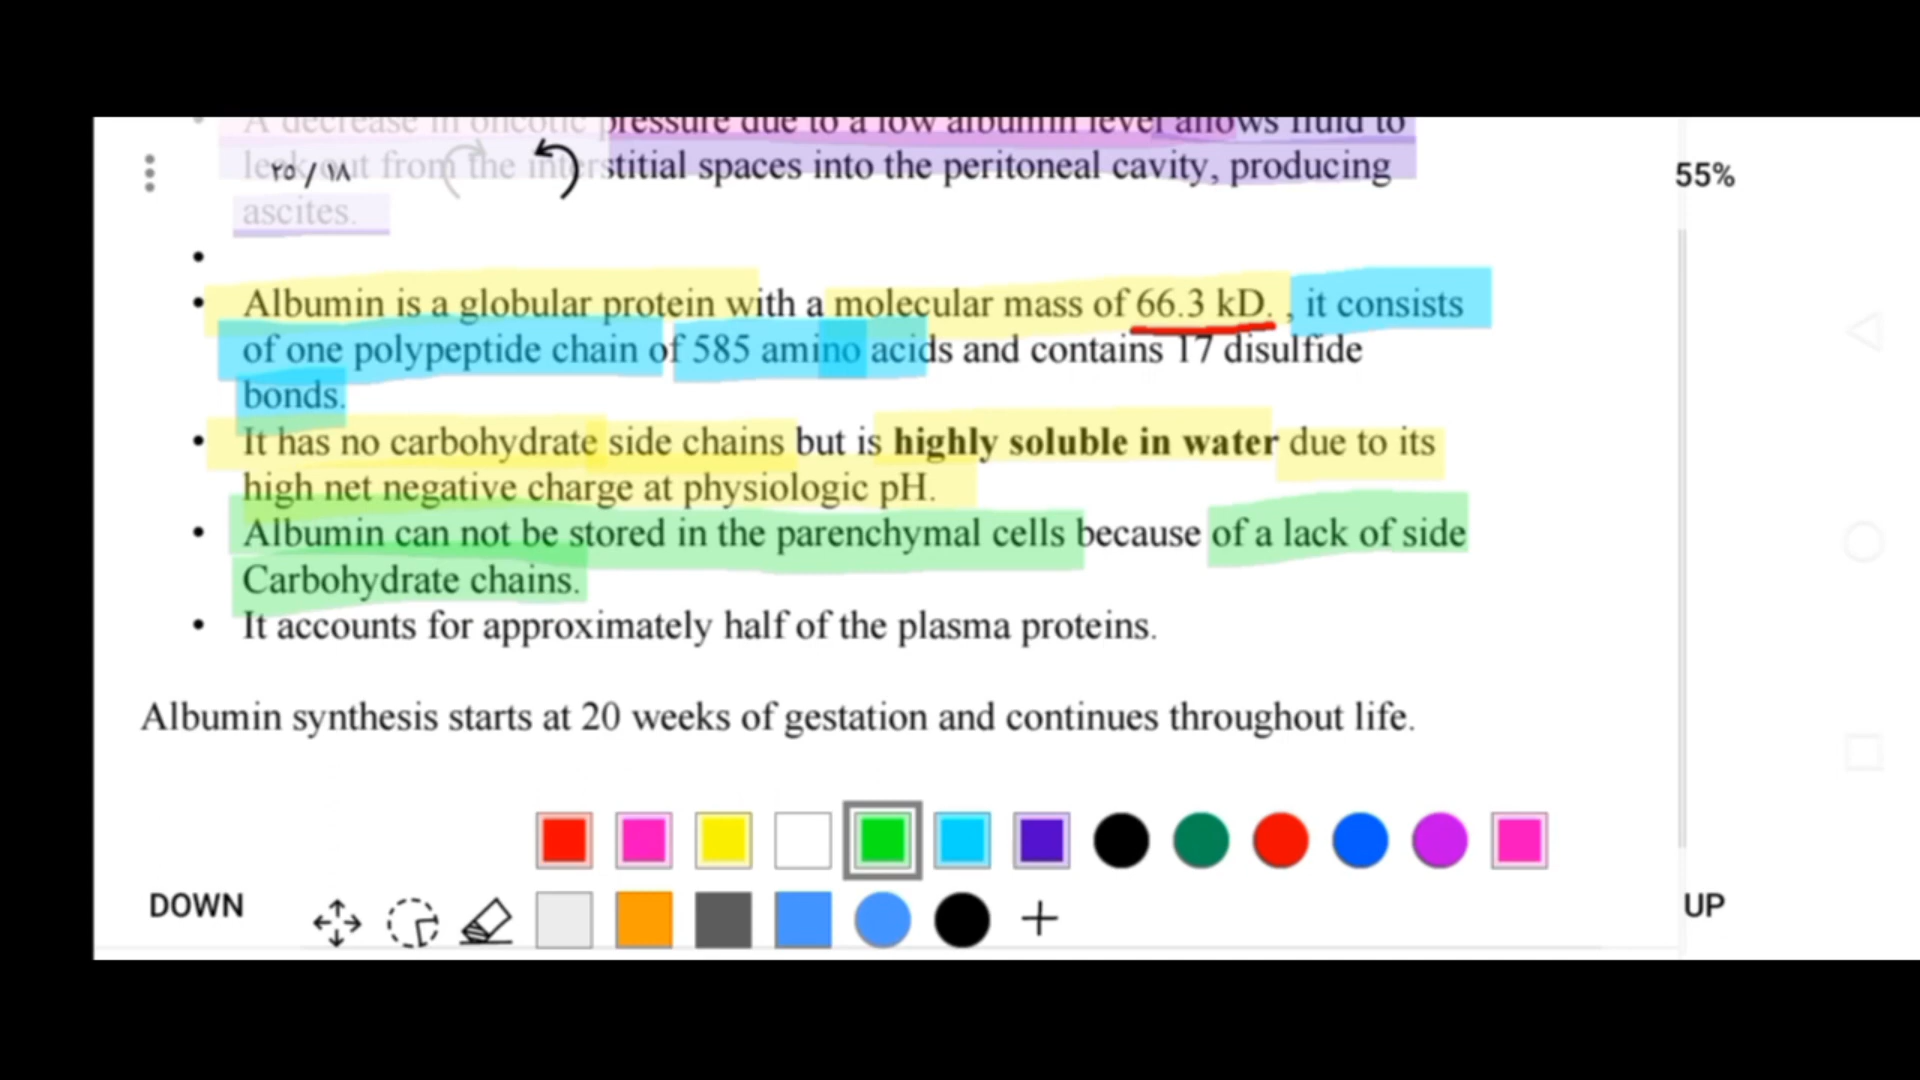 A decrease in oncotic pressure due to a low albumin level allows fluid to
leak out from the interstitial spaces into the peritoneal cavity, producing
ascites.
٢٥ / ١٨
55%
• 
• Albumin is a globular protein with a molecular mass of 66.3 kD. , it consists
of one polypeptide chain of 585 amino acids and contains 17 disulfide
bonds.
• It has no carbohydrate side chains but is highly soluble in water due to its
high net negative charge at physiologic pH.
• Albumin can not be stored in the parenchymal cells because of a lack of side
Carbohydrate chains.
• It accounts for approximately half of the plasma proteins.
Albumin synthesis starts at 20 weeks of gestation and continues throughout life.
DOWN
UP